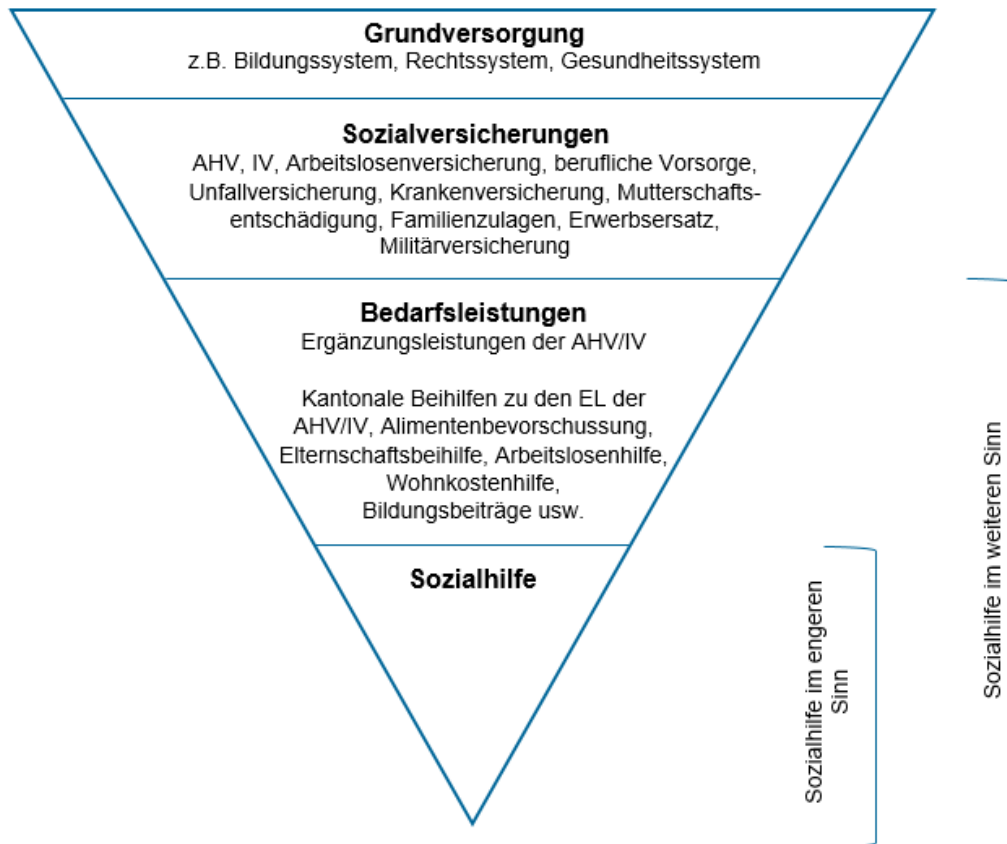 Grundversorgung
z.B. Bildungssystem, Rechtssystem, Gesundheitssystem
Sozialversicherungen
AHV, IV, Arbeitslosenversicherung, berufliche Vorsorge,
Unfallversicherung, Krankenversicherung, Mutterschafts-
entschädigung, Familienzulagen, Erwerbsersatz,
Militärversicherung
Bedarfsleistungen
Ergänzungsleistungen der AHV/IV
Kantonale Beihilfen zu den EL der
AHV/IV, Alimentenbevorschussung,
Elternschaftsbeihilfe, Arbeitslosenhilfe,
Wohnkostenhilfe,
Bildungsbeiträge usw.
Sozialhilfe
Sozialhilfe im engeren
Sinn
Sozialhilfe im weiteren Sinn